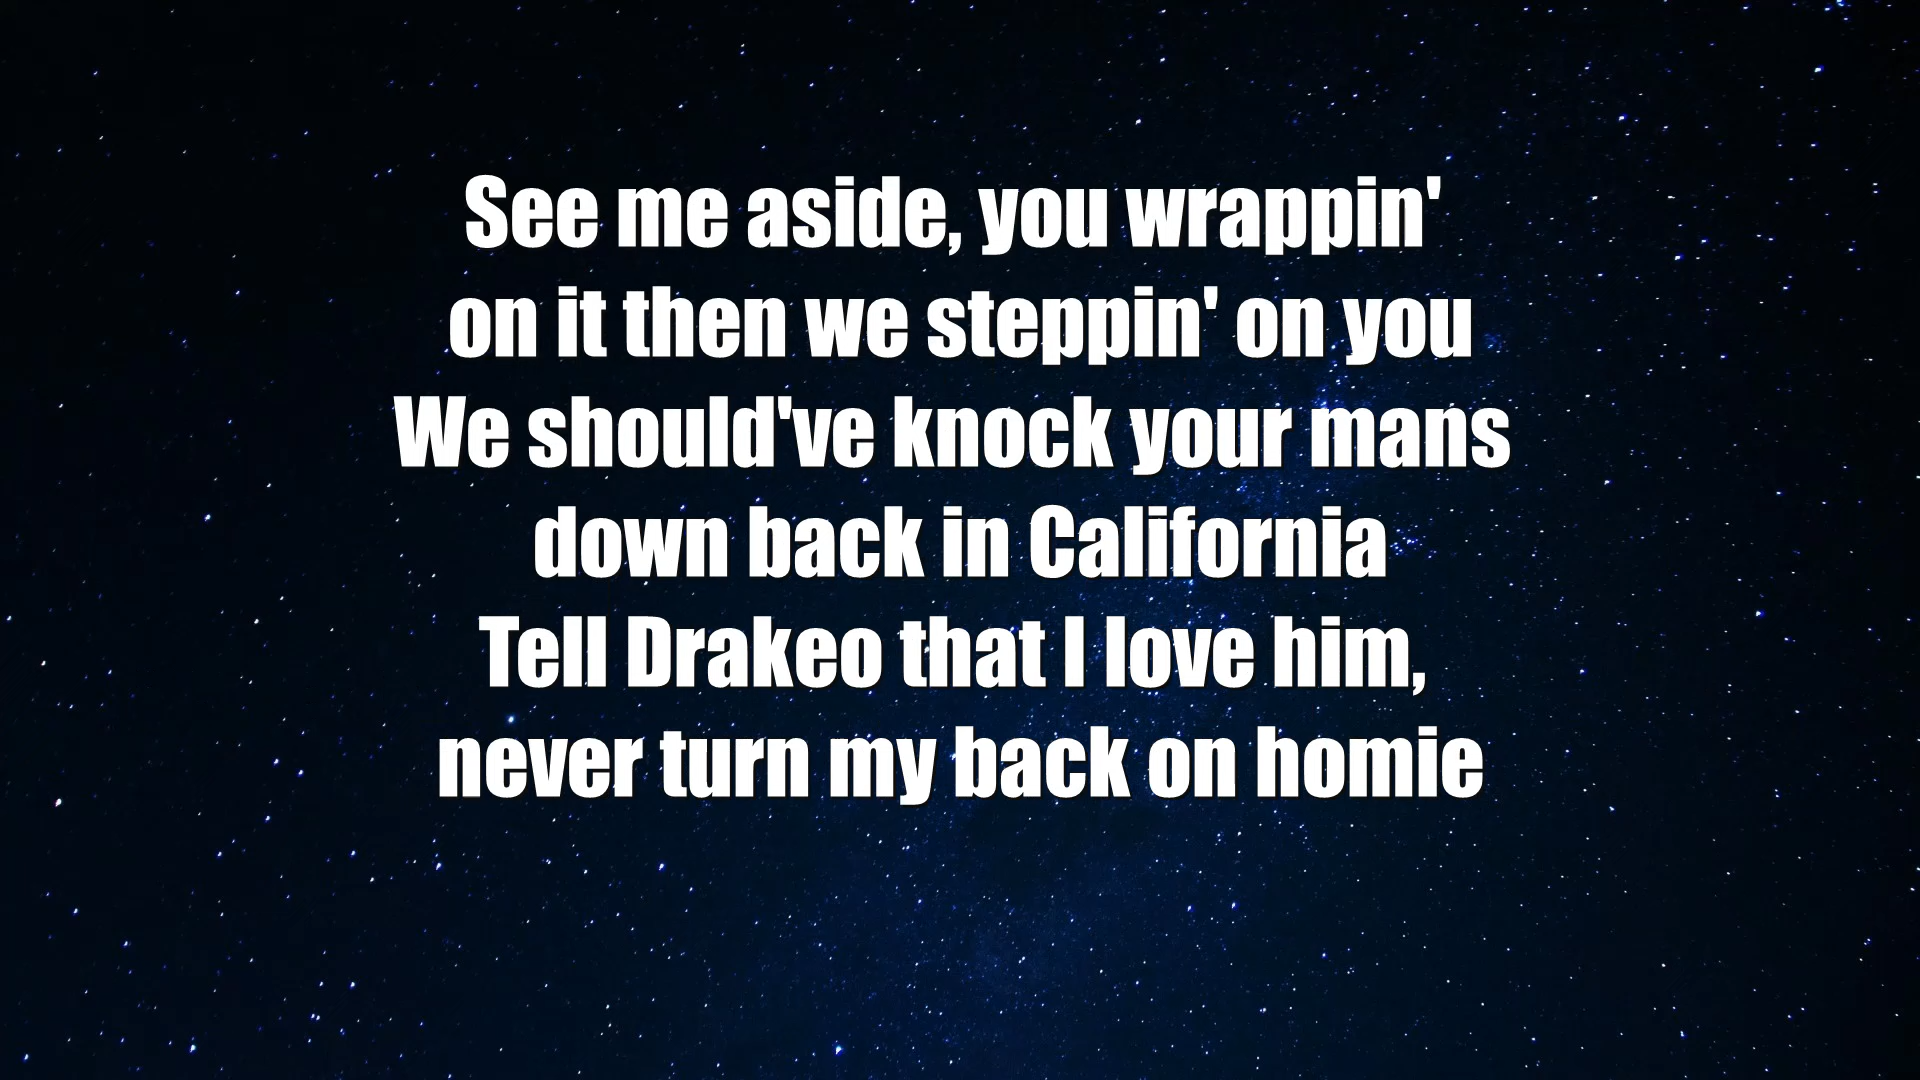 See me aside, you wrappin'
on it then we steppin' on you
We should've knock your mans
down back in California
Tell Drakeo that I love him,
never turn my back on homie